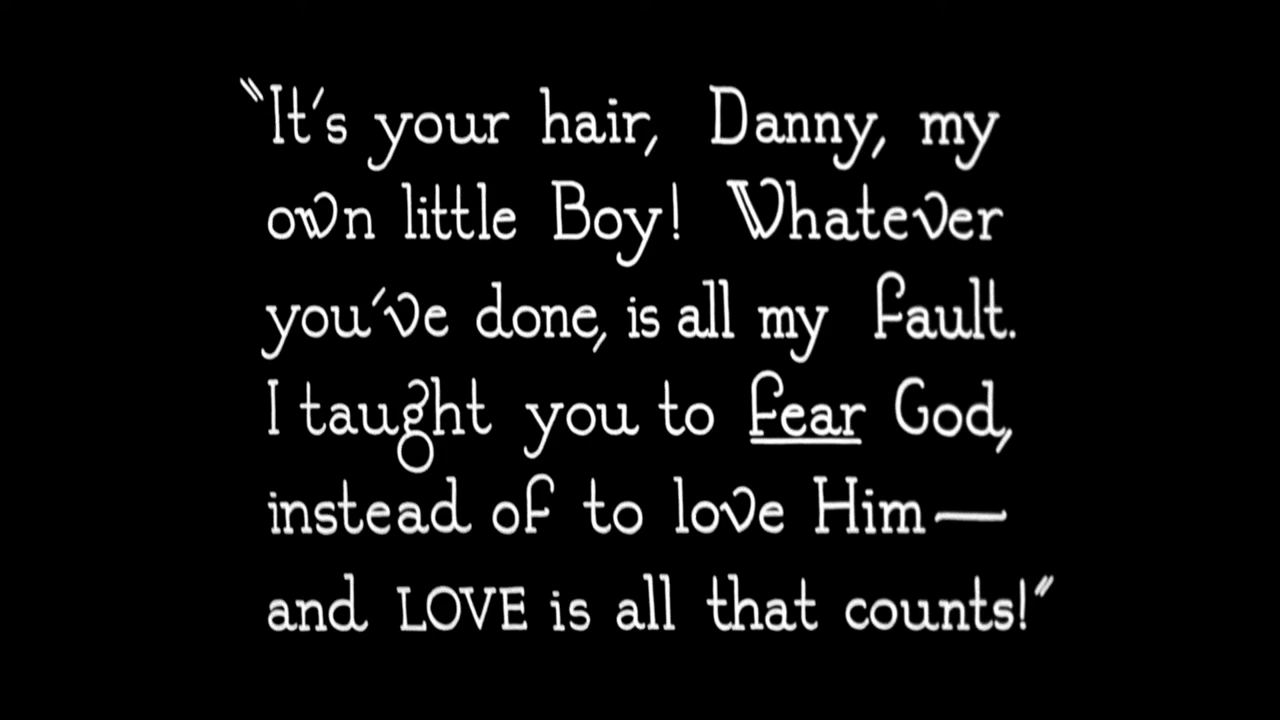 "It's your hair, Danny, my
own little Boy! Whatever
you've done, is all my fault.
I taught you to fear God,
instead of to love Him—
and LOVE is all that counts!"